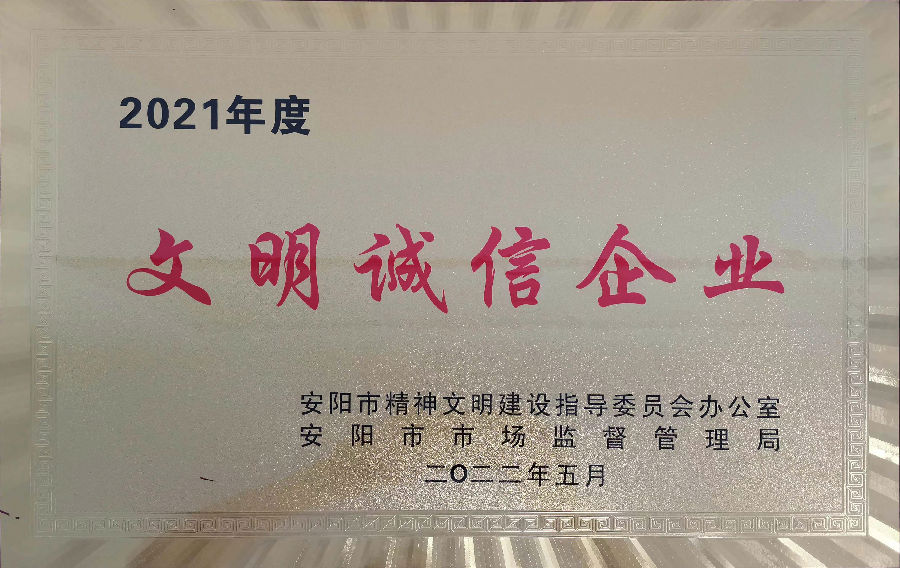 2021年度
文明诚信企业
安阳市精神文明建设指导委员会办公室
安阳市市场监督管理局
二〇二二年五月